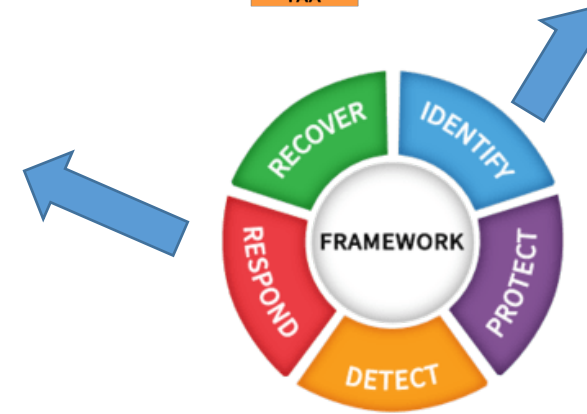 RECOVER
IDENTIFY
FRAMEWORK
RESPOND
PROTECT
DETECT